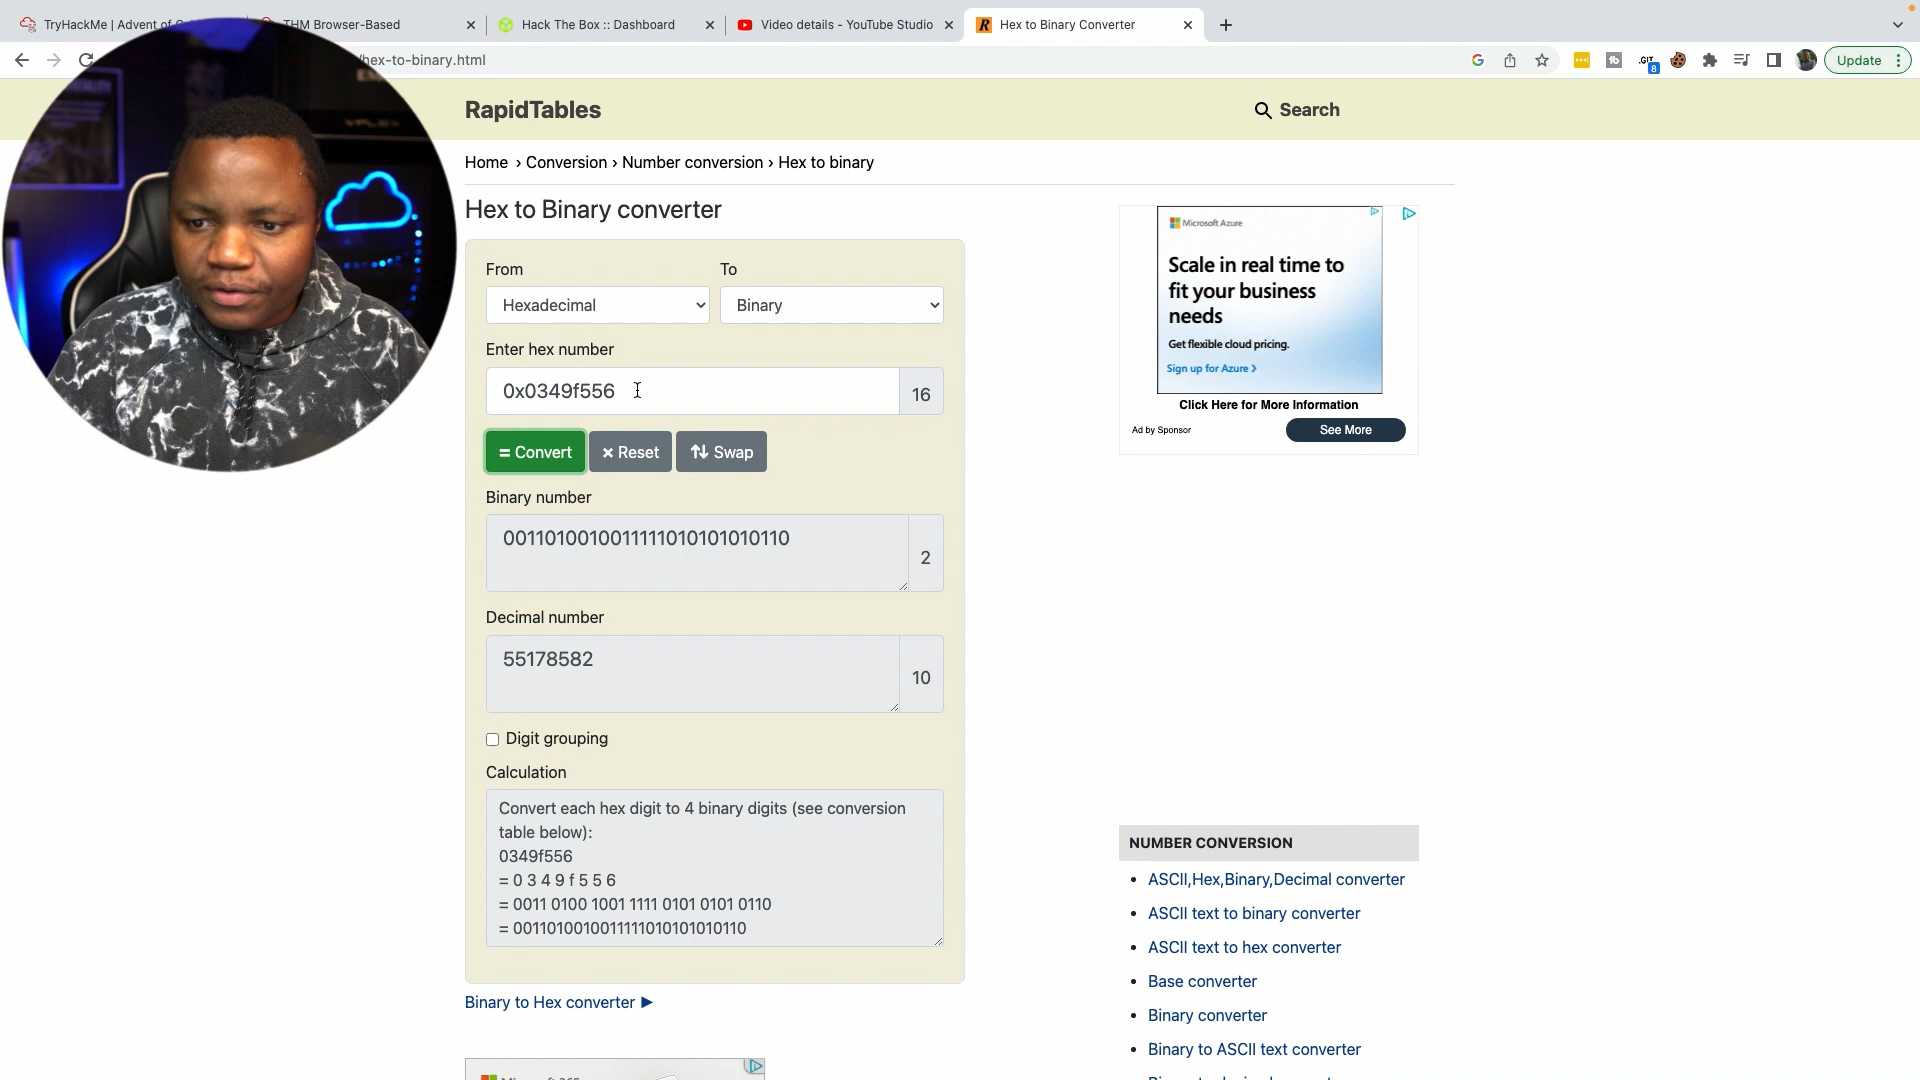 TryHackMe | Advent of
THM Browser-Based
Hack The Box :: Dashboard
Video details - YouTube Studio
Hex to Binary Converter
hex-to-binary.html
.GIT
8
Update
RapidTables
Search
Home › Conversion › Number conversion › Hex to binary
Hex to Binary converter
From
To
Hexadecimal
Binary
Enter hex number
0x0349f556
16
= Convert
× Reset
Swap
Binary number
0011010010011111010101010110
2
Decimal number
55178582
10
Digit grouping
Calculation
Convert each hex digit to 4 binary digits (see conversion
table below):
0349f556
= 0 3 4 9 f 5 5 6
= 0011 0100 1001 1111 0101 0101 0110
= 0011010010011111010101010110
Binary to Hex converter ►
Microsoft Azure
Scale in real time to
fit your business
needs
Get flexible cloud pricing.
Sign up for Azure >
Click Here for More Information
Ad by Sponsor
See More
NUMBER CONVERSION
• ASCII,Hex,Binary,Decimal converter
• ASCII text to binary converter
• ASCII text to hex converter
• Base converter
• Binary converter
• Binary to ASCII text converter